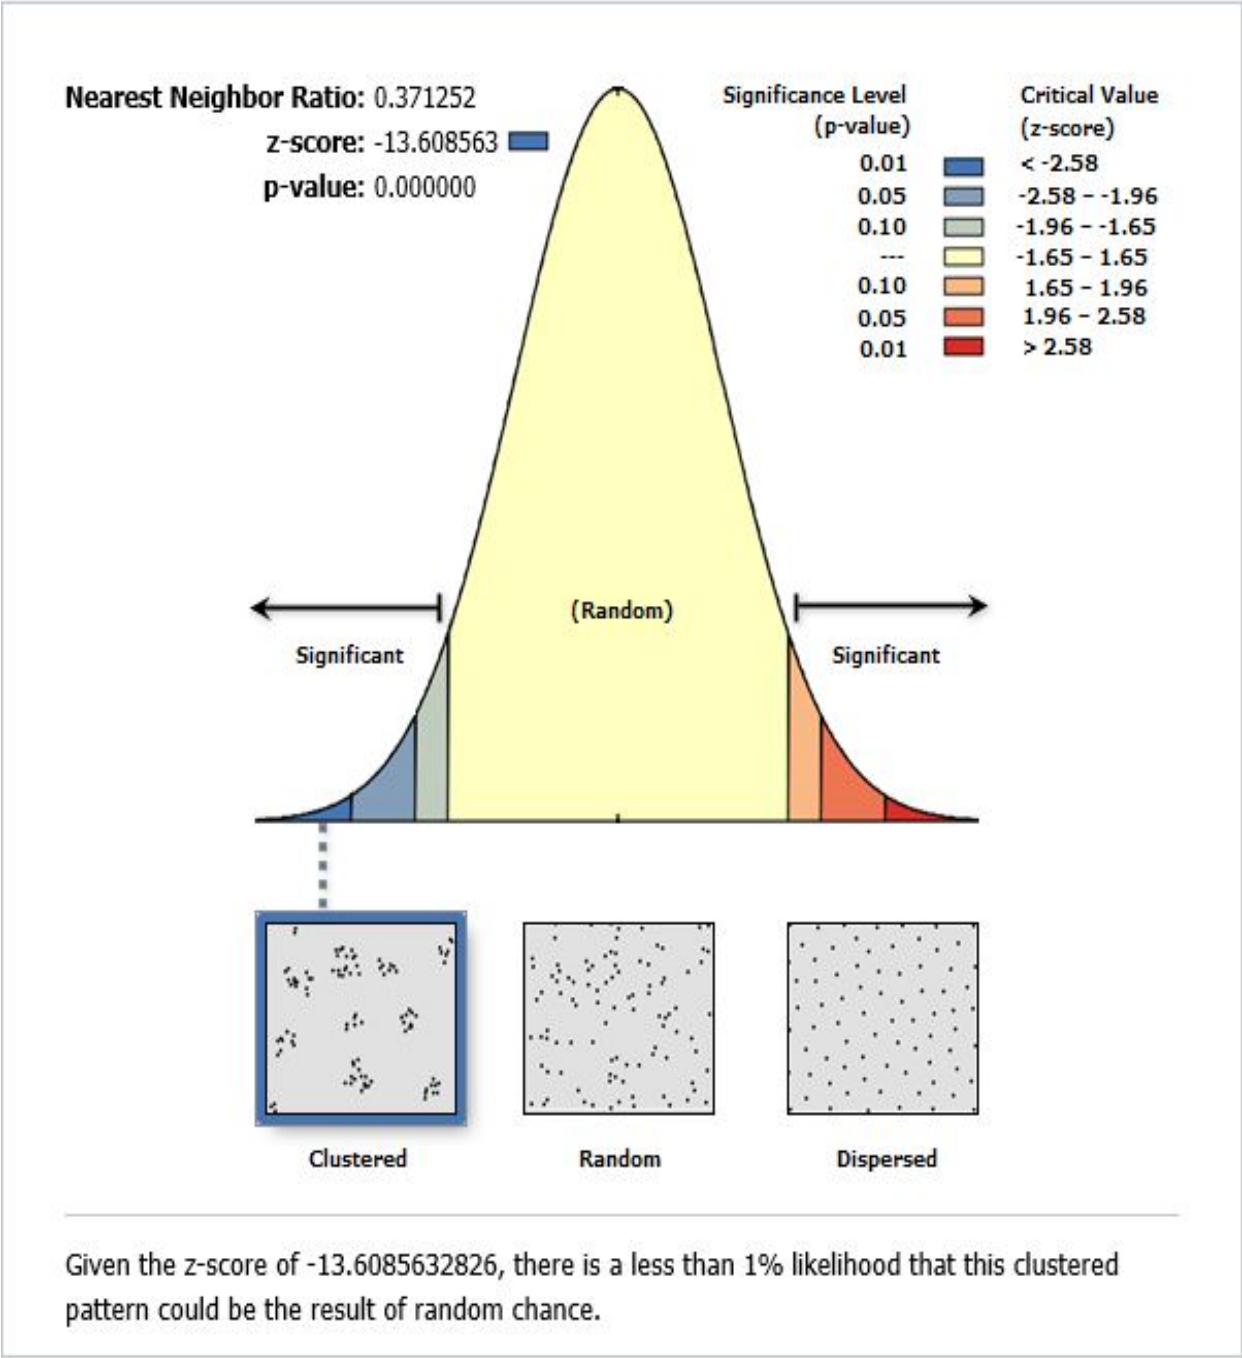 Nearest Neighbor Ratio: 0.371252
z-score: -13.608563
p-value: 0.000000
Significance Level
(p-value)
Critical Value
(z-score)
0.01 < -2.58
0.05 -2.58 – -1.96
0.10 -1.96 – -1.65
--- -1.65 – 1.65
0.10 1.65 – 1.96
0.05 1.96 – 2.58
0.01 > 2.58
(Random)
Significant
Significant
Clustered
Random
Dispersed
Given the z-score of -13.6085632826, there is a less than 1% likelihood that this clustered
pattern could be the result of random chance.